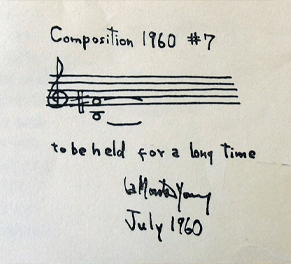 Composition 1960 #7
to be held for a long time
La Monte Young
July 1960